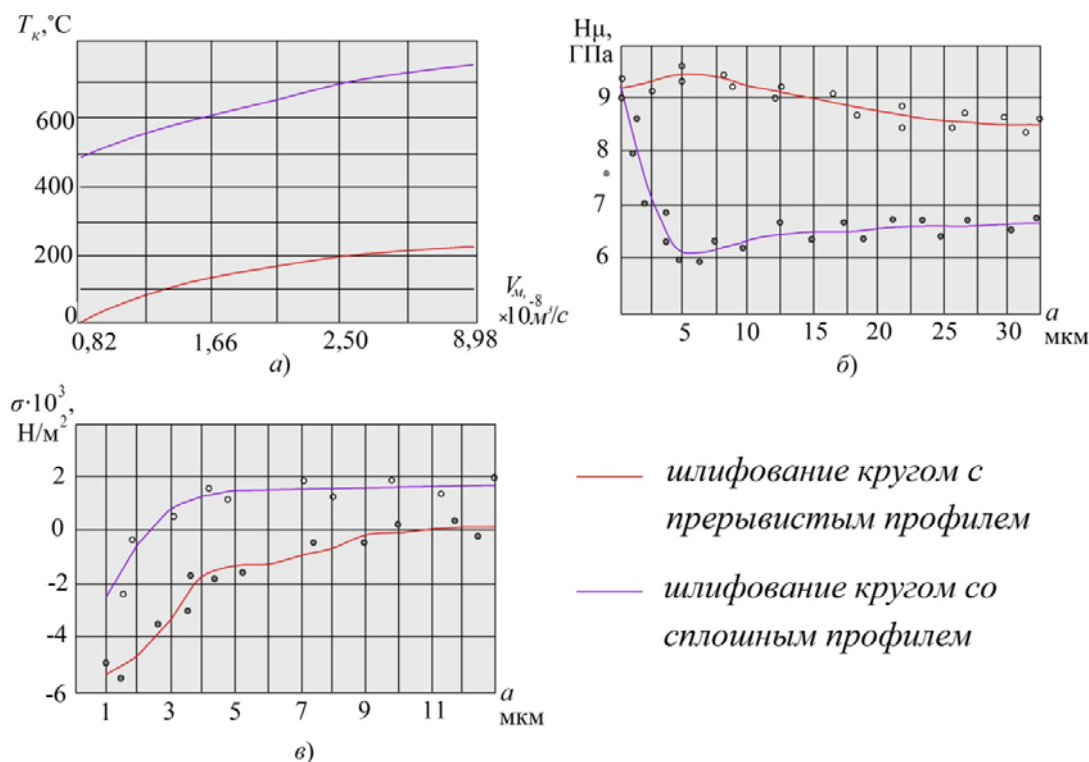 Tк, °C
600
400
200
0
0,82 1,66 2,50 8,98
Vм, ×10⁻⁸м³/с
а)
Hμ, ГПа
9
8
7
6
5 10 15 20 25 30
а мкм
б)
σ·10³, Н/м²
2
0
-2
-4
-6
1 3 5 7 9 11
а мкм
в)
шлифование кругом с
прерывистым профилем
шлифование кругом со
сплошным профилем